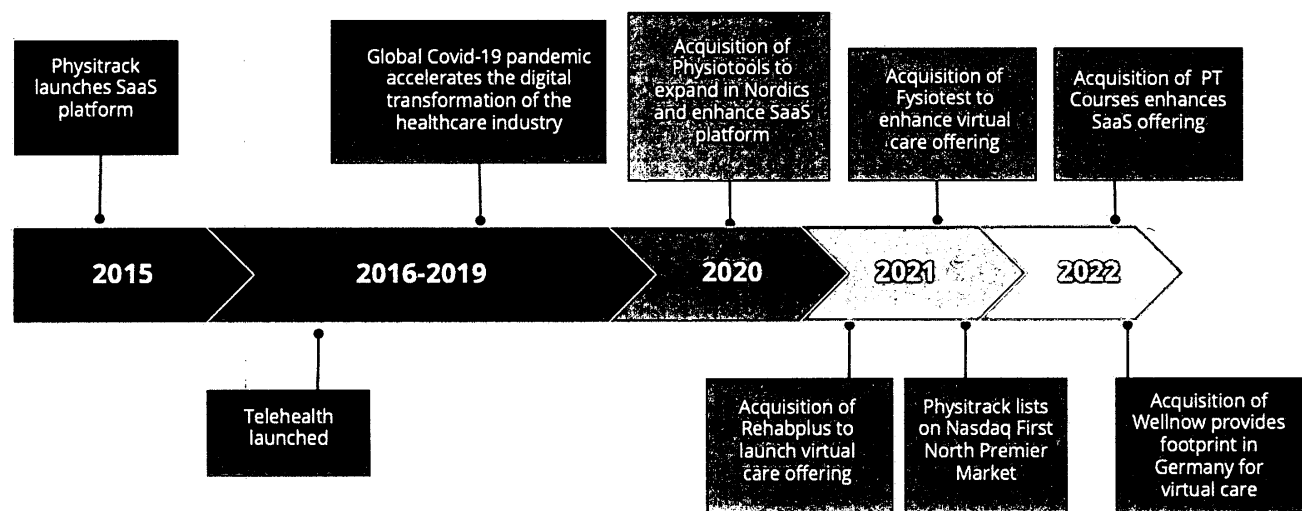 Physitrack
launches SaaS
platform
Global Covid-19 pandemic
accelerates the digital
transformation of the
healthcare industry
Acquisition of
Physiotools to
expand in Nordics
and enhance SaaS
platform
Acquisition of
Fysiotest to
enhance virtual
care offering
Acquisition of PT
Courses enhances
SaaS offering
2015
2016-2019
2020
2021
2022
Telehealth
launched
Acquisition of
Rehabplus to
launch virtual
care offering
Physitrack lists
on Nasdaq First
North Premier
Market
Acquisition of
Wellnow provides
footprint in
Germany for
virtual care